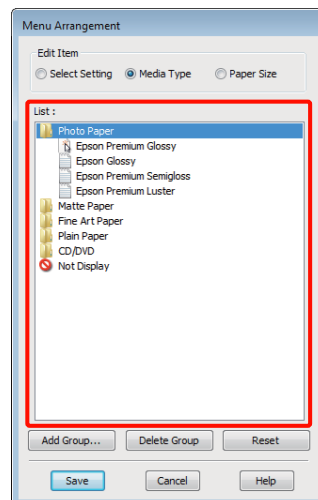 Menu Arrangement
Edit Item
Select Setting Media Type Paper Size
List :
Photo Paper
Epson Premium Glossy
Epson Glossy
Epson Premium Semigloss
Epson Premium Luster
Matte Paper
Fine Art Paper
Plain Paper
CD/DVD
Not Display
Add Group... Delete Group Reset
Save Cancel Help